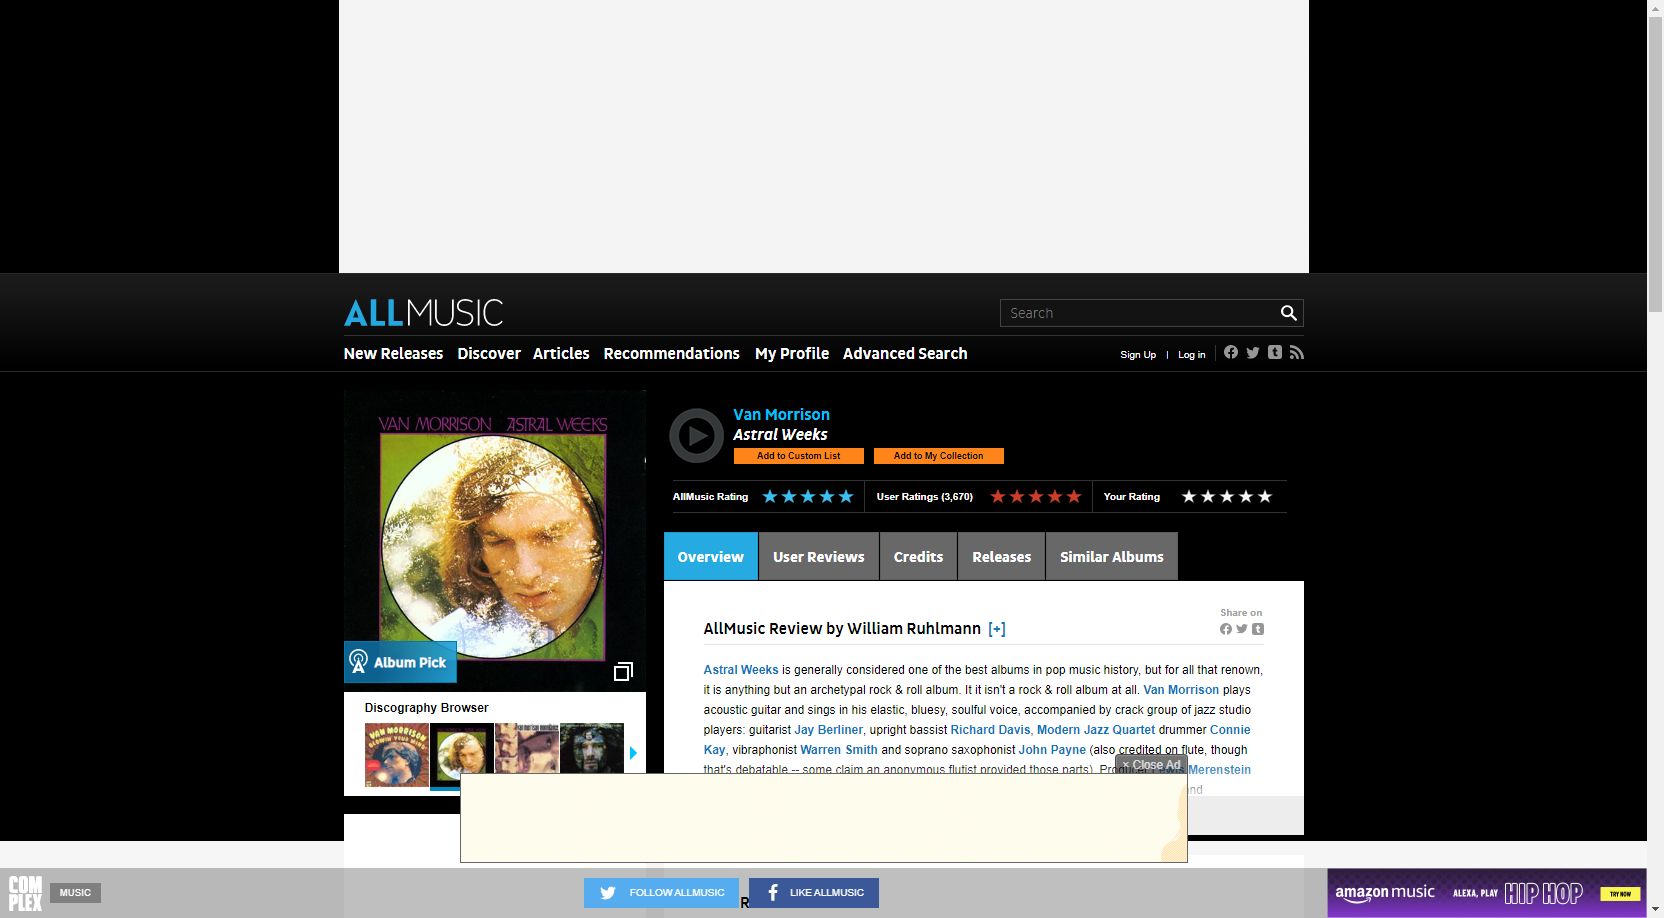 ALLMUSIC
Search
New Releases Discover Articles Recommendations My Profile Advanced Search
Sign Up | Log in
VAN MORRISON ASTRAL WEEKS
Album Pick
Van Morrison
Astral Weeks
Add to Custom List Add to My Collection
AllMusic Rating User Ratings (3,670) Your Rating
Overview User Reviews Credits Releases Similar Albums
Share on
AllMusic Review by William Ruhlmann [+]
Astral Weeks is generally considered one of the best albums in pop music history, but for all that renown,
it is anything but an archetypal rock & roll album. It it isn't a rock & roll album at all. Van Morrison plays
acoustic guitar and sings in his elastic, bluesy, soulful voice, accompanied by crack group of jazz studio
players: guitarist Jay Berliner, upright bassist Richard Davis, Modern Jazz Quartet drummer Connie
Kay, vibraphonist Warren Smith and soprano saxophonist John Payne (also credited on flute, though
that's debatable -- some claim an anonymous flutist provided those parts). Producer Lewis Merenstein
and
Discography Browser
VAN MORRISON
BLOWIN' YOUR MIND!
× Close Ad
COMPLEX
MUSIC
FOLLOW ALLMUSIC
R
LIKE ALLMUSIC
amazon music ALEXA, PLAY HIP HOP TRY NOW